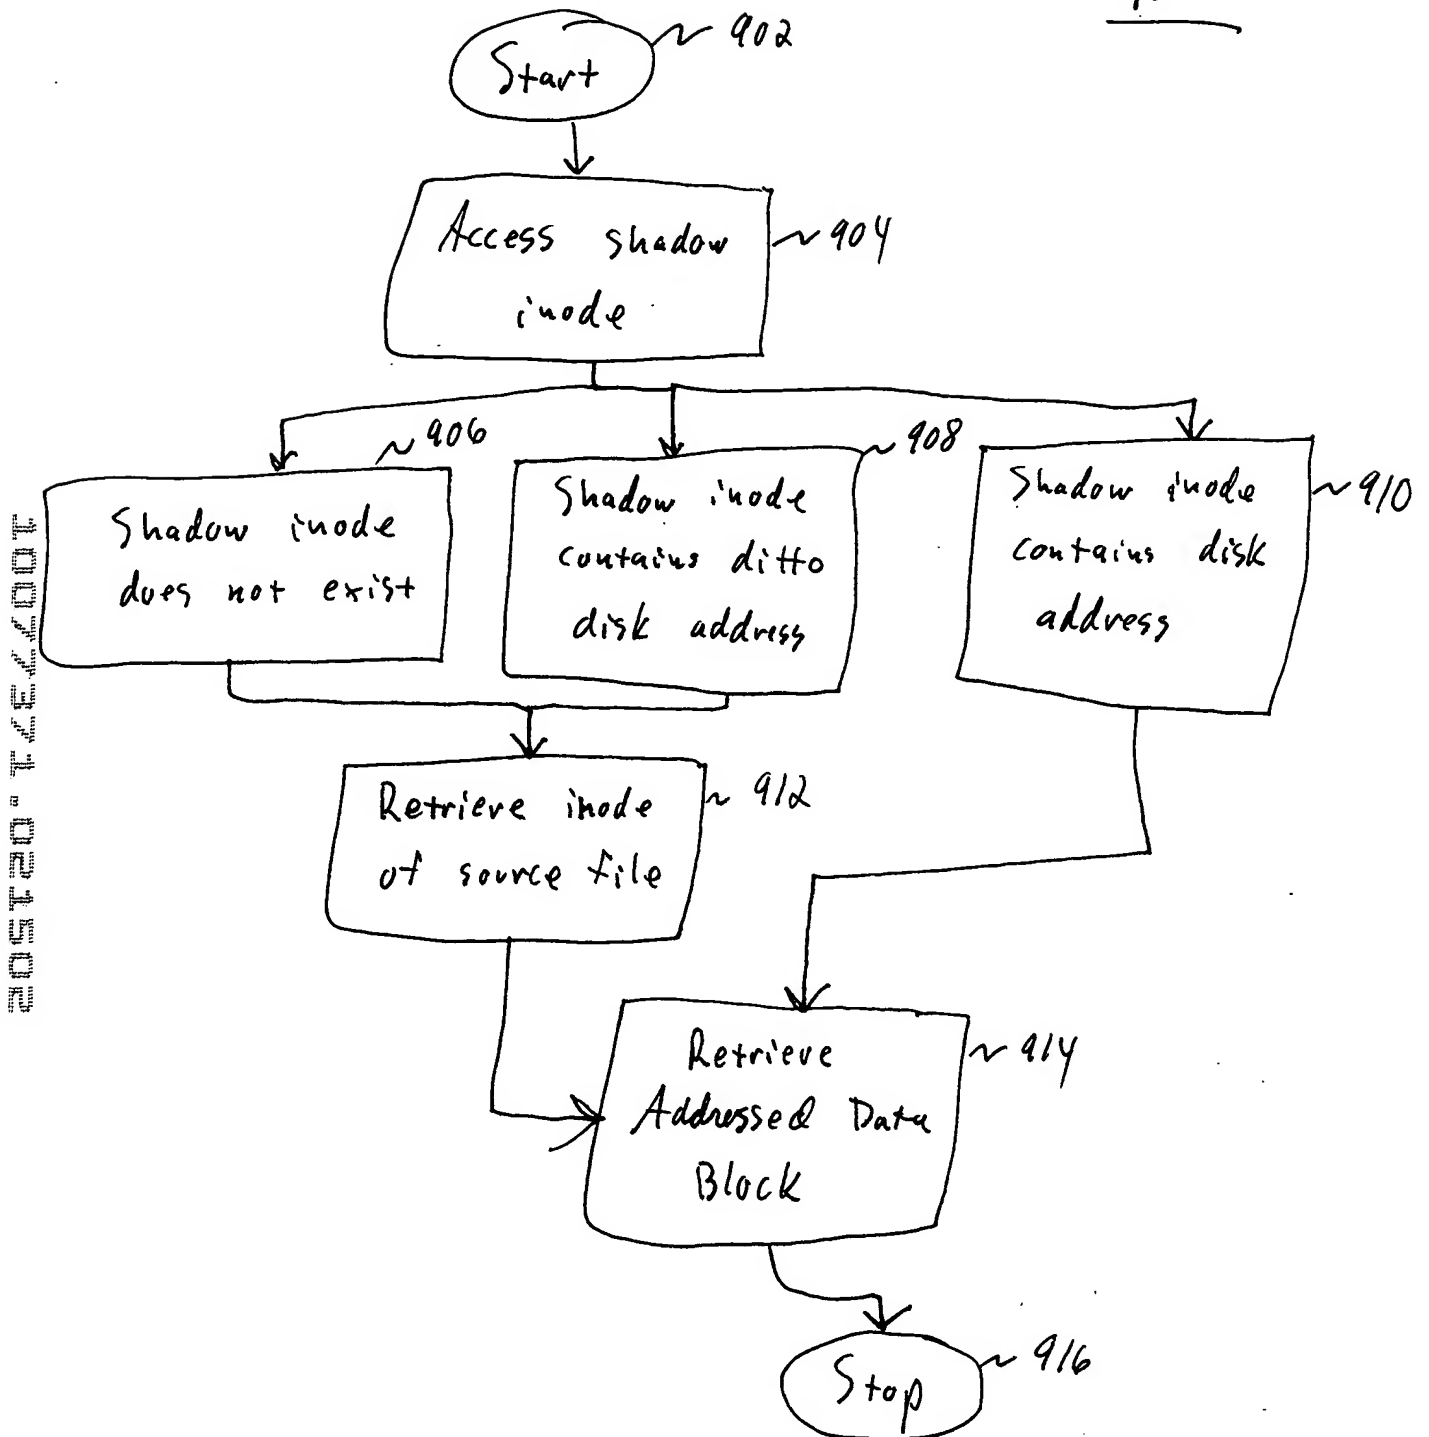 902
Start
Access shadow
inode
904
906
908
910
Shadow inode
does not exist
Shadow inode
contains ditto
disk address
Shadow inode
contains disk
address
Retrieve inode
of source file
912
Retrieve
Addressed Data
Block
914
Stop
916
10077371.021502